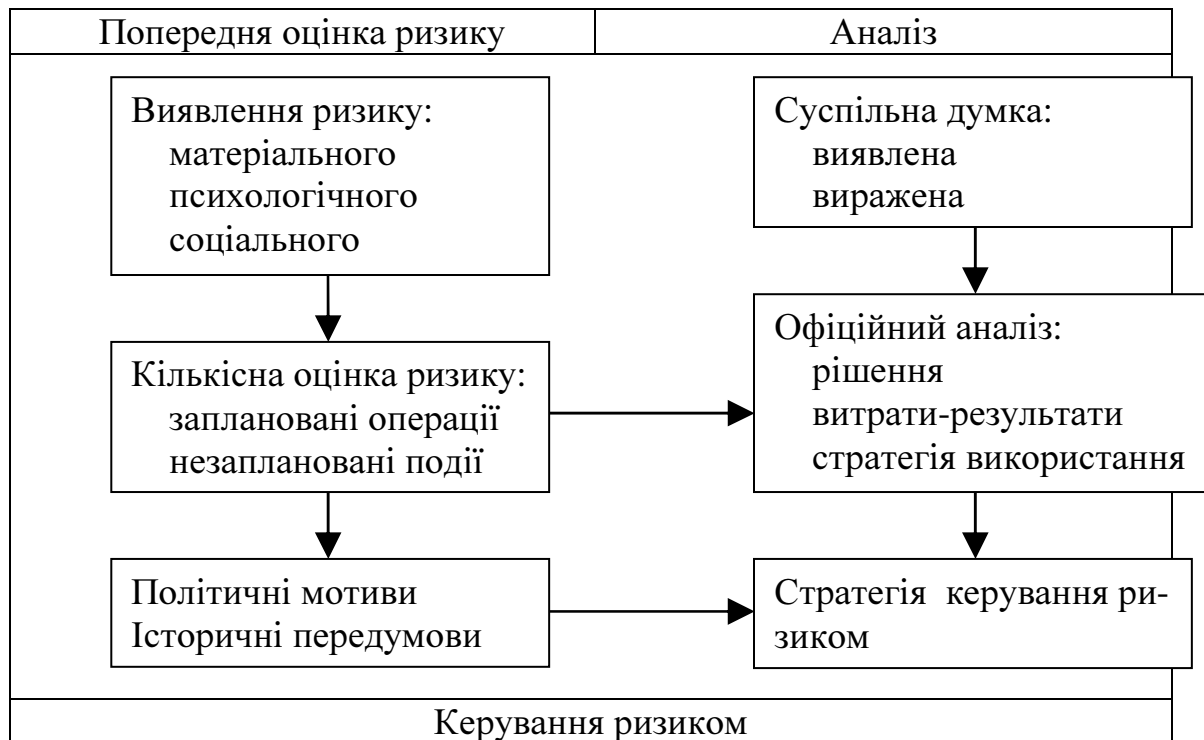 Попередня оцінка ризику
Аналіз
Виявлення ризику:
матеріального
психологічного
соціального
Кількісна оцінка ризику:
заплановані операції
незаплановані події
Політичні мотиви
Історичні передумови
Суспільна думка:
виявлена
виражена
Офіційний аналіз:
рішення
витрати-результати
стратегія використання
Стратегія керування ри-
зиком
Керування ризиком